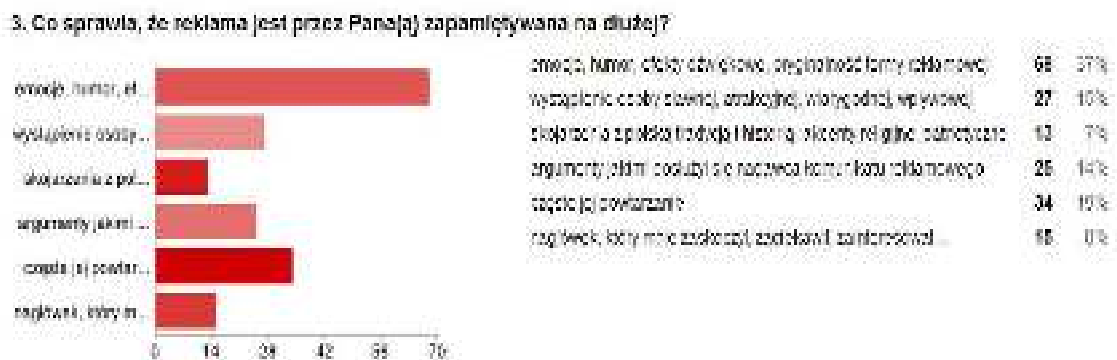 3. Co sprawia, że reklama jest przez Pana(ą) zapamiętywana na dłużej?
emocje, humor, ef...
wystąpienie osoby ...
skojarzenia z pol...
argumenty jakimi ...
częste jej powtar...
nagłówek, który m...
0 14 28 42 56 70
emocje, humor, efekty dźwiękowe, oryginalność formy reklamowej 68 37%
wystąpienie osoby sławnej, atrakcyjnej, wiarygodnej, wpływowej 27 15%
skojarzenia z polską tradycją i historią, akcenty religijne, patriotyczne 13 7%
argumenty jakimi posłużył się nadawca komunikatu reklamowego 25 14%
częste jej powtarzanie 34 19%
nagłówek, który mnie zaskoczył, zaciekawił, zainteresował ... 15 8%